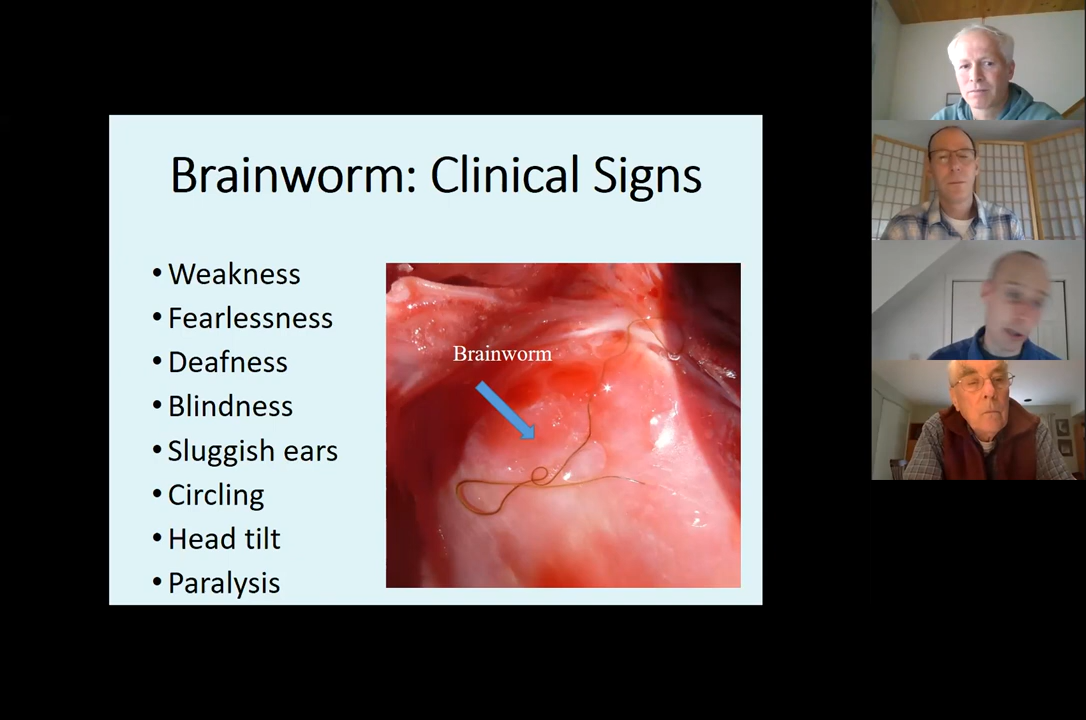 Brainworm: Clinical Signs
• Weakness
• Fearlessness
• Deafness
• Blindness
• Sluggish ears
• Circling
• Head tilt
• Paralysis
Brainworm